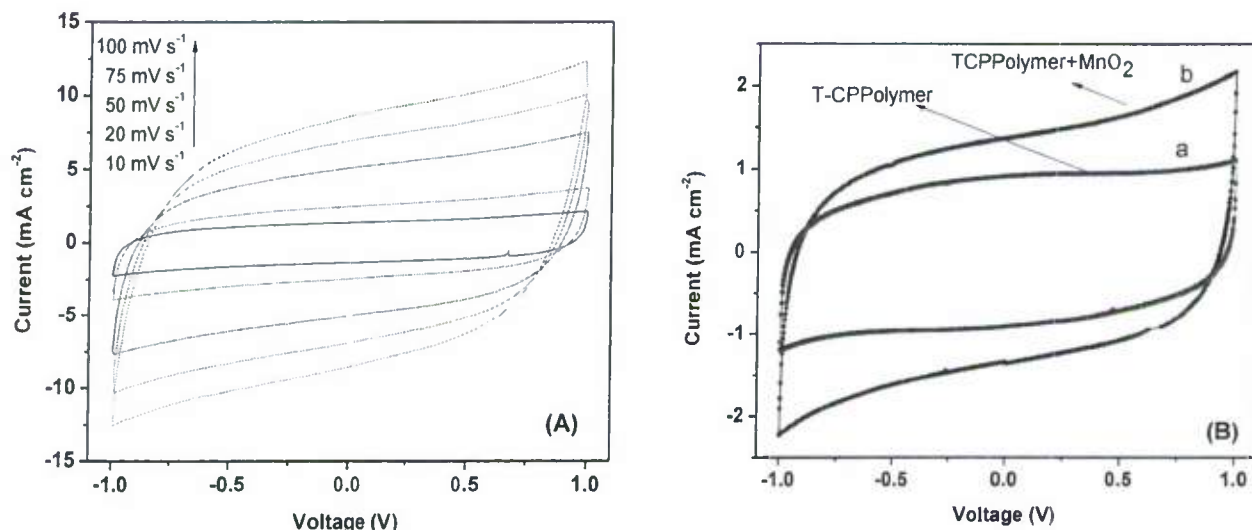 15
10
5
0
-5
-10
-15
Current (mA cm-2)
100 mV s-1
75 mV s-1
50 mV s-1
20 mV s-1
10 mV s-1
(A)
-1.0 -0.5 0.0 0.5 1.0
Voltage (V)
2
1
0
-1
-2
Current (mA cm-2)
TCPPolymer+MnO2
b
T-CPPolymer
a
(B)
-1.0 -0.5 0.0 0.5 1.0
Voltage (V)